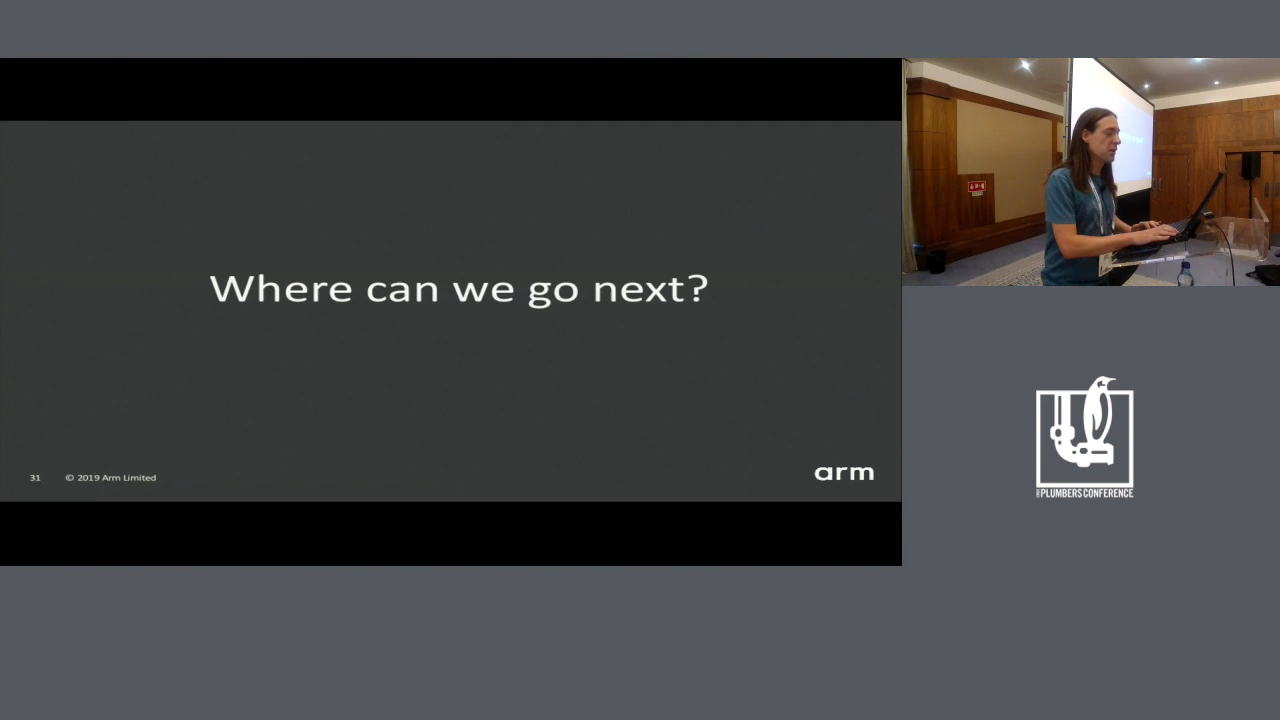 Where can we go next?
31 © 2019 Arm Limited
arm
PLUMBERS CONFERENCE